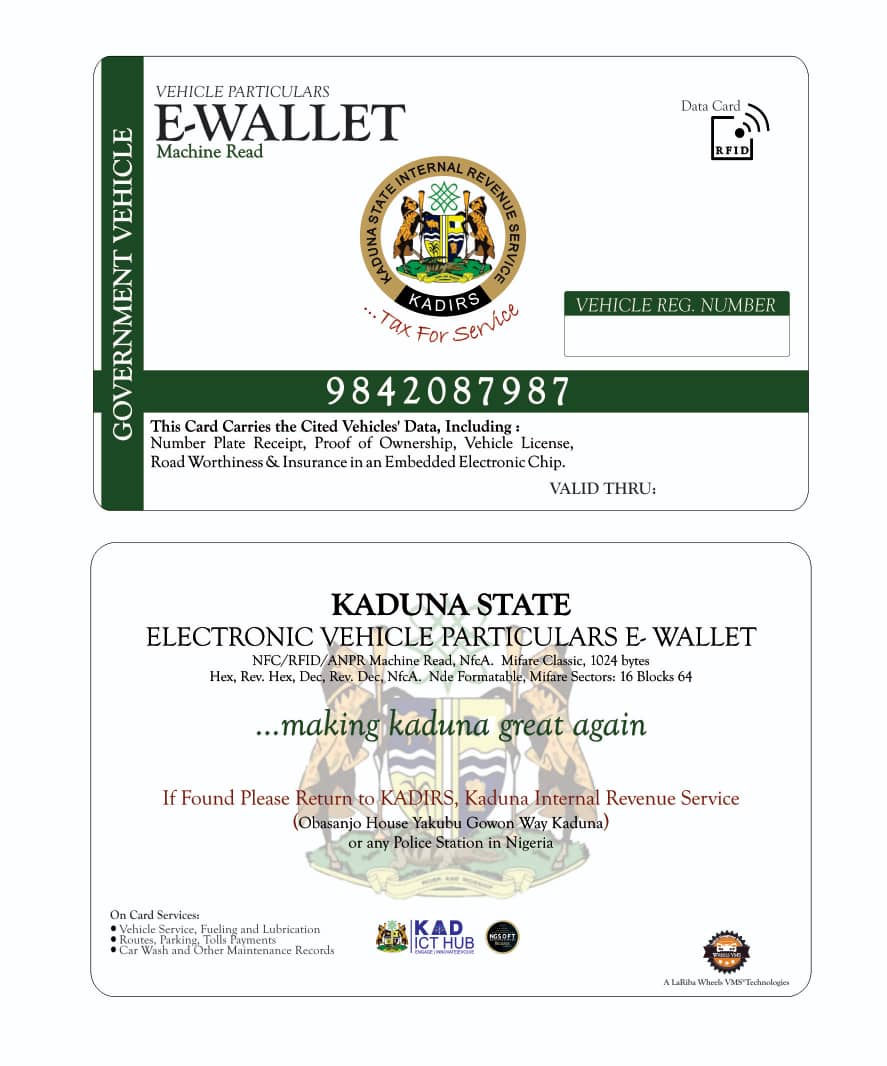 VEHICLE PARTICULARS
E-WALLET
Machine Read
Data Card
RFID
GOVERNMENT VEHICLE
KADUNA STATE INTERNAL REVENUE SERVICE
KADIRS
...Tax For Service
VEHICLE REG. NUMBER
9842087987
This Card Carries the Cited Vehicles' Data, Including :
Number Plate Receipt, Proof of Ownership, Vehicle License,
Road Worthiness & Insurance in an Embedded Electronic Chip.
VALID THRU:
KADUNA STATE
ELECTRONIC VEHICLE PARTICULARS E- WALLET
NFC/RFID/ANPR Machine Read, NfcA. Mifare Classic, 1024 bytes
Hex, Rev. Hex, Dec, Rev. Dec, NfcA. Nde Formatable, Mifare Sectors: 16 Blocks 64
...making kaduna great again
If Found Please Return to KADIRS, Kaduna Internal Revenue Service
(Obasanjo House Yakubu Gowon Way Kaduna)
or any Police Station in Nigeria
On Card Services:
• Vehicle Service, Fueling and Lubrication
• Routes, Parking, Tolls Payments
• Car Wash and Other Maintenance Records
KAD
ICT HUB
ENGAGE|INNOVATE|EVOLVE
NGSOFT
WHEELS VMS
A LaRiba Wheels VMS® Technologies